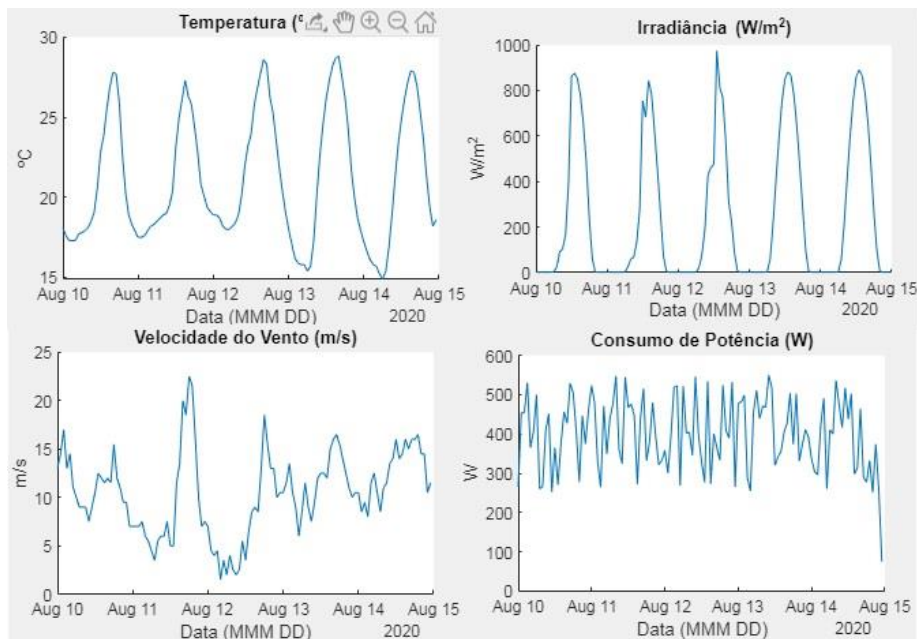 Temperatura (º
30
25
20
15
ºC
Aug 10 Aug 11 Aug 12 Aug 13 Aug 14 Aug 15
Data (MMM DD) 2020
Irradiância (W/m²)
1000
800
600
400
200
0
W/m²
Aug 10 Aug 11 Aug 12 Aug 13 Aug 14 Aug 15
Data (MMM DD) 2020
Velocidade do Vento (m/s)
25
20
15
10
5
0
m/s
Aug 10 Aug 11 Aug 12 Aug 13 Aug 14 Aug 15
Data (MMM DD) 2020
Consumo de Potência (W)
600
500
400
300
200
100
0
W
Aug 10 Aug 11 Aug 12 Aug 13 Aug 14 Aug 15
Data (MMM DD) 2020